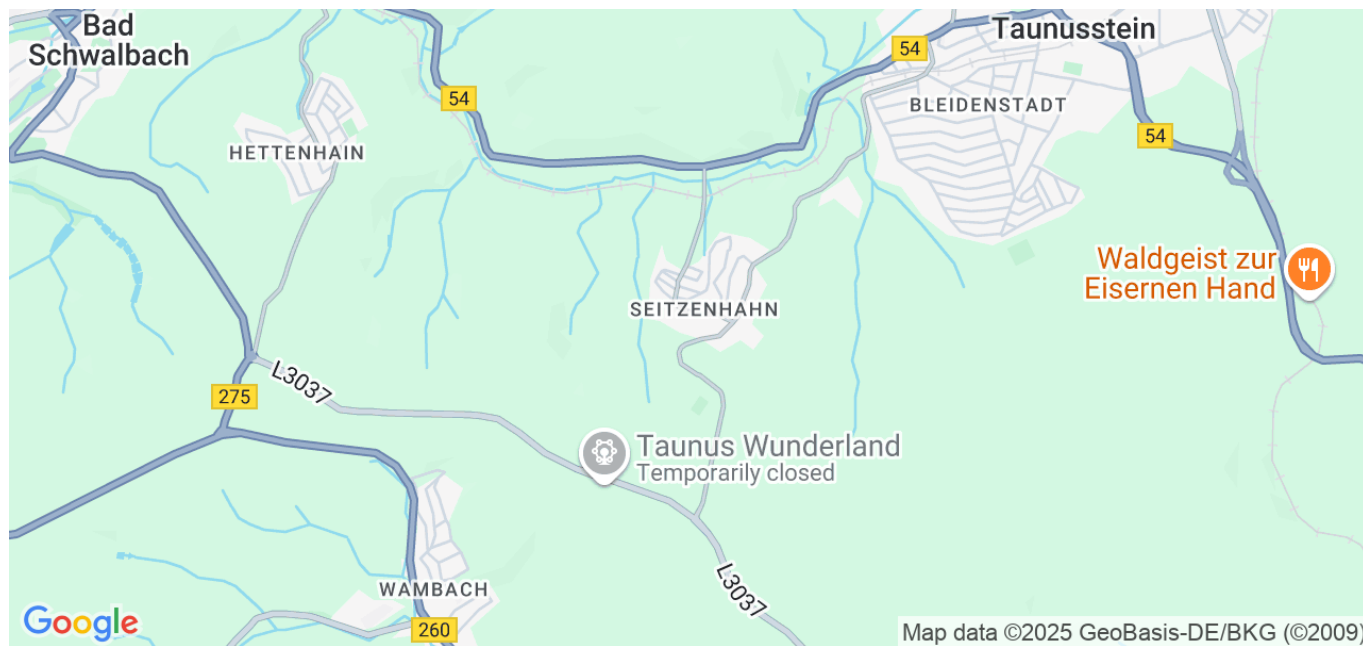 Bad
Schwalbach
Taunusstein
54
54
BLEIDENSTADT
54
HETTENHAIN
Waldgeist zur
Eisernen Hand
SEITZENHAHN
L3037
275
Taunus Wunderland
Temporarily closed
L3037
WAMBACH
260
Google
Map data ©2025 GeoBasis-DE/BKG (©2009)